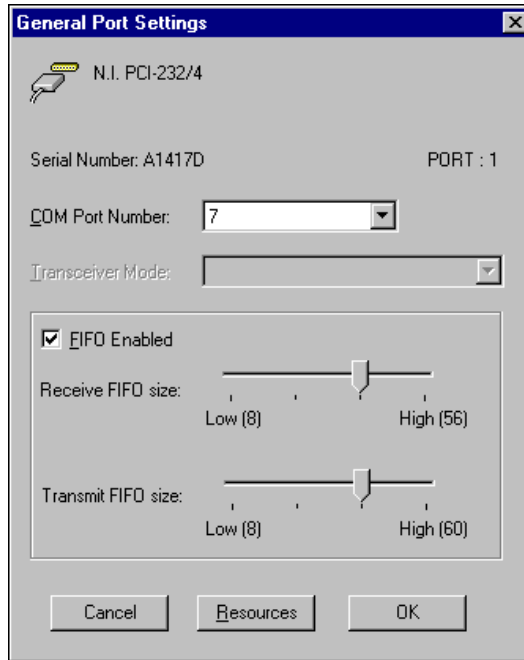 General Port Settings
N.I. PCI-232/4
Serial Number: A1417D PORT : 1
COM Port Number: 7
Transceiver Mode:
FIFO Enabled
Receive FIFO size:
Low (8) High (56)
Transmit FIFO size:
Low (8) High (60)
Cancel Resources OK